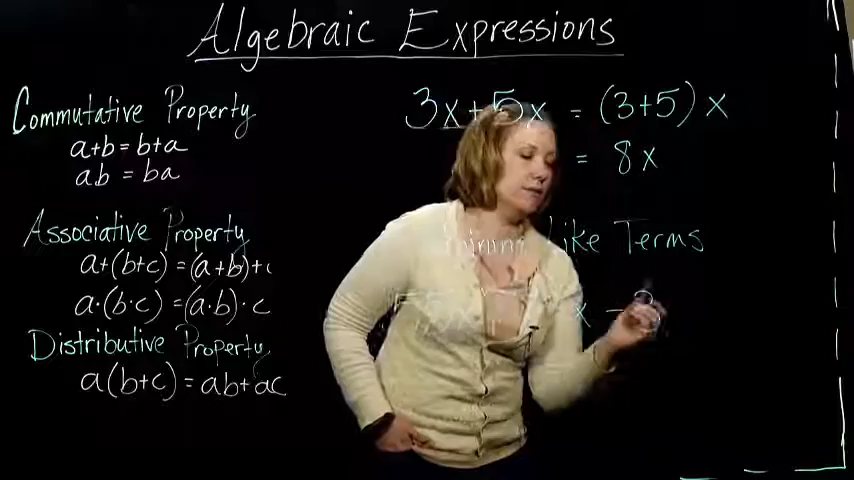 Algebraic Expressions
Commutative Property
a+b = b+a
ab = ba
Associative Property
a+(b+c) = (a+b)+c
a·(b·c) = (a·b)·c
Distributive Property
a(b+c) = ab+ac
3x+5x = (3+5)x
= 8x
Like Terms
x -